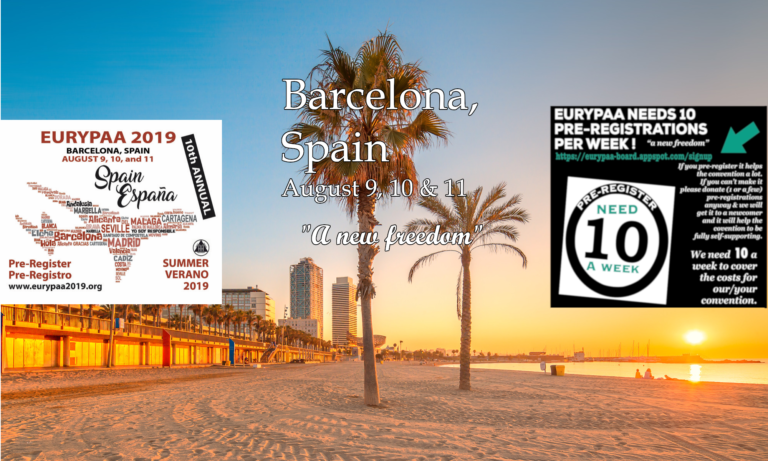 Barcelona,
Spain
August 9, 10 & 11
"A new freedom"
EURYPAA 2019
BARCELONA, SPAIN
AUGUST 9, 10, and 11
10th ANNUAL
Spain
España
MARBELLA
Alicante
CARTAGENA
SEVILLE
MALAGA
Barcelona
MADRID
Valencia
CADIZ
Pre-Register
Pre-Registro
www.eurypaa2019.org
SUMMER
VERANO
2019
EURYPAA NEEDS 10
PRE-REGISTRATIONS
PER WEEK! "a new freedom"
https://eurypaa-board.appspot.com/signup
If you pre-register it helps
the convention a lot.
If you can't make it
please donate (1 or a few)
pre-registrations
anyway & we will
get it to a newcomer
and it will help the
covention to be
fully self-supporting.
PRE-REGISTER
NEED
10
A WEEK
We need 10 a
week to cover
the costs for
our/your
convention.